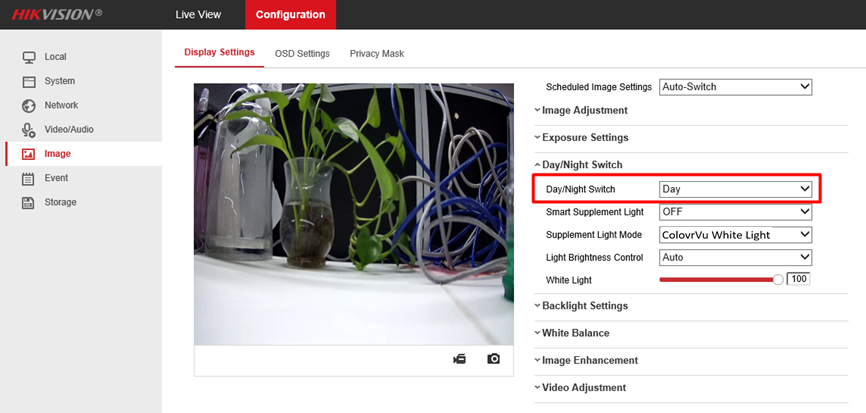 HIKVISION®
Live View
Configuration
Local
System
Network
Video/Audio
Image
Event
Storage
Display Settings
OSD Settings
Privacy Mask
Scheduled Image Settings Auto-Switch
Image Adjustment
Exposure Settings
Day/Night Switch
Day/Night Switch Day
Smart Supplement Light OFF
Supplement Light Mode ColovrVu White Light
Light Brightness Control Auto
White Light 100
Backlight Settings
White Balance
Image Enhancement
Video Adjustment